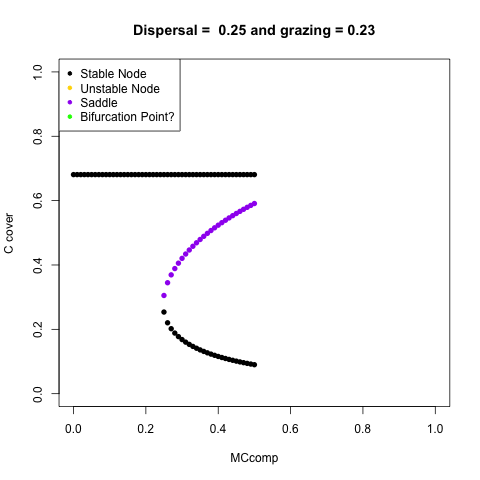 Dispersal =  0.25 and grazing = 0.23
Stable Node
Unstable Node
Saddle
Bifurcation Point?
C cover
1.0
0.8
0.6
0.4
0.2
0.0
0.0 0.2 0.4 0.6 0.8 1.0
MCcomp